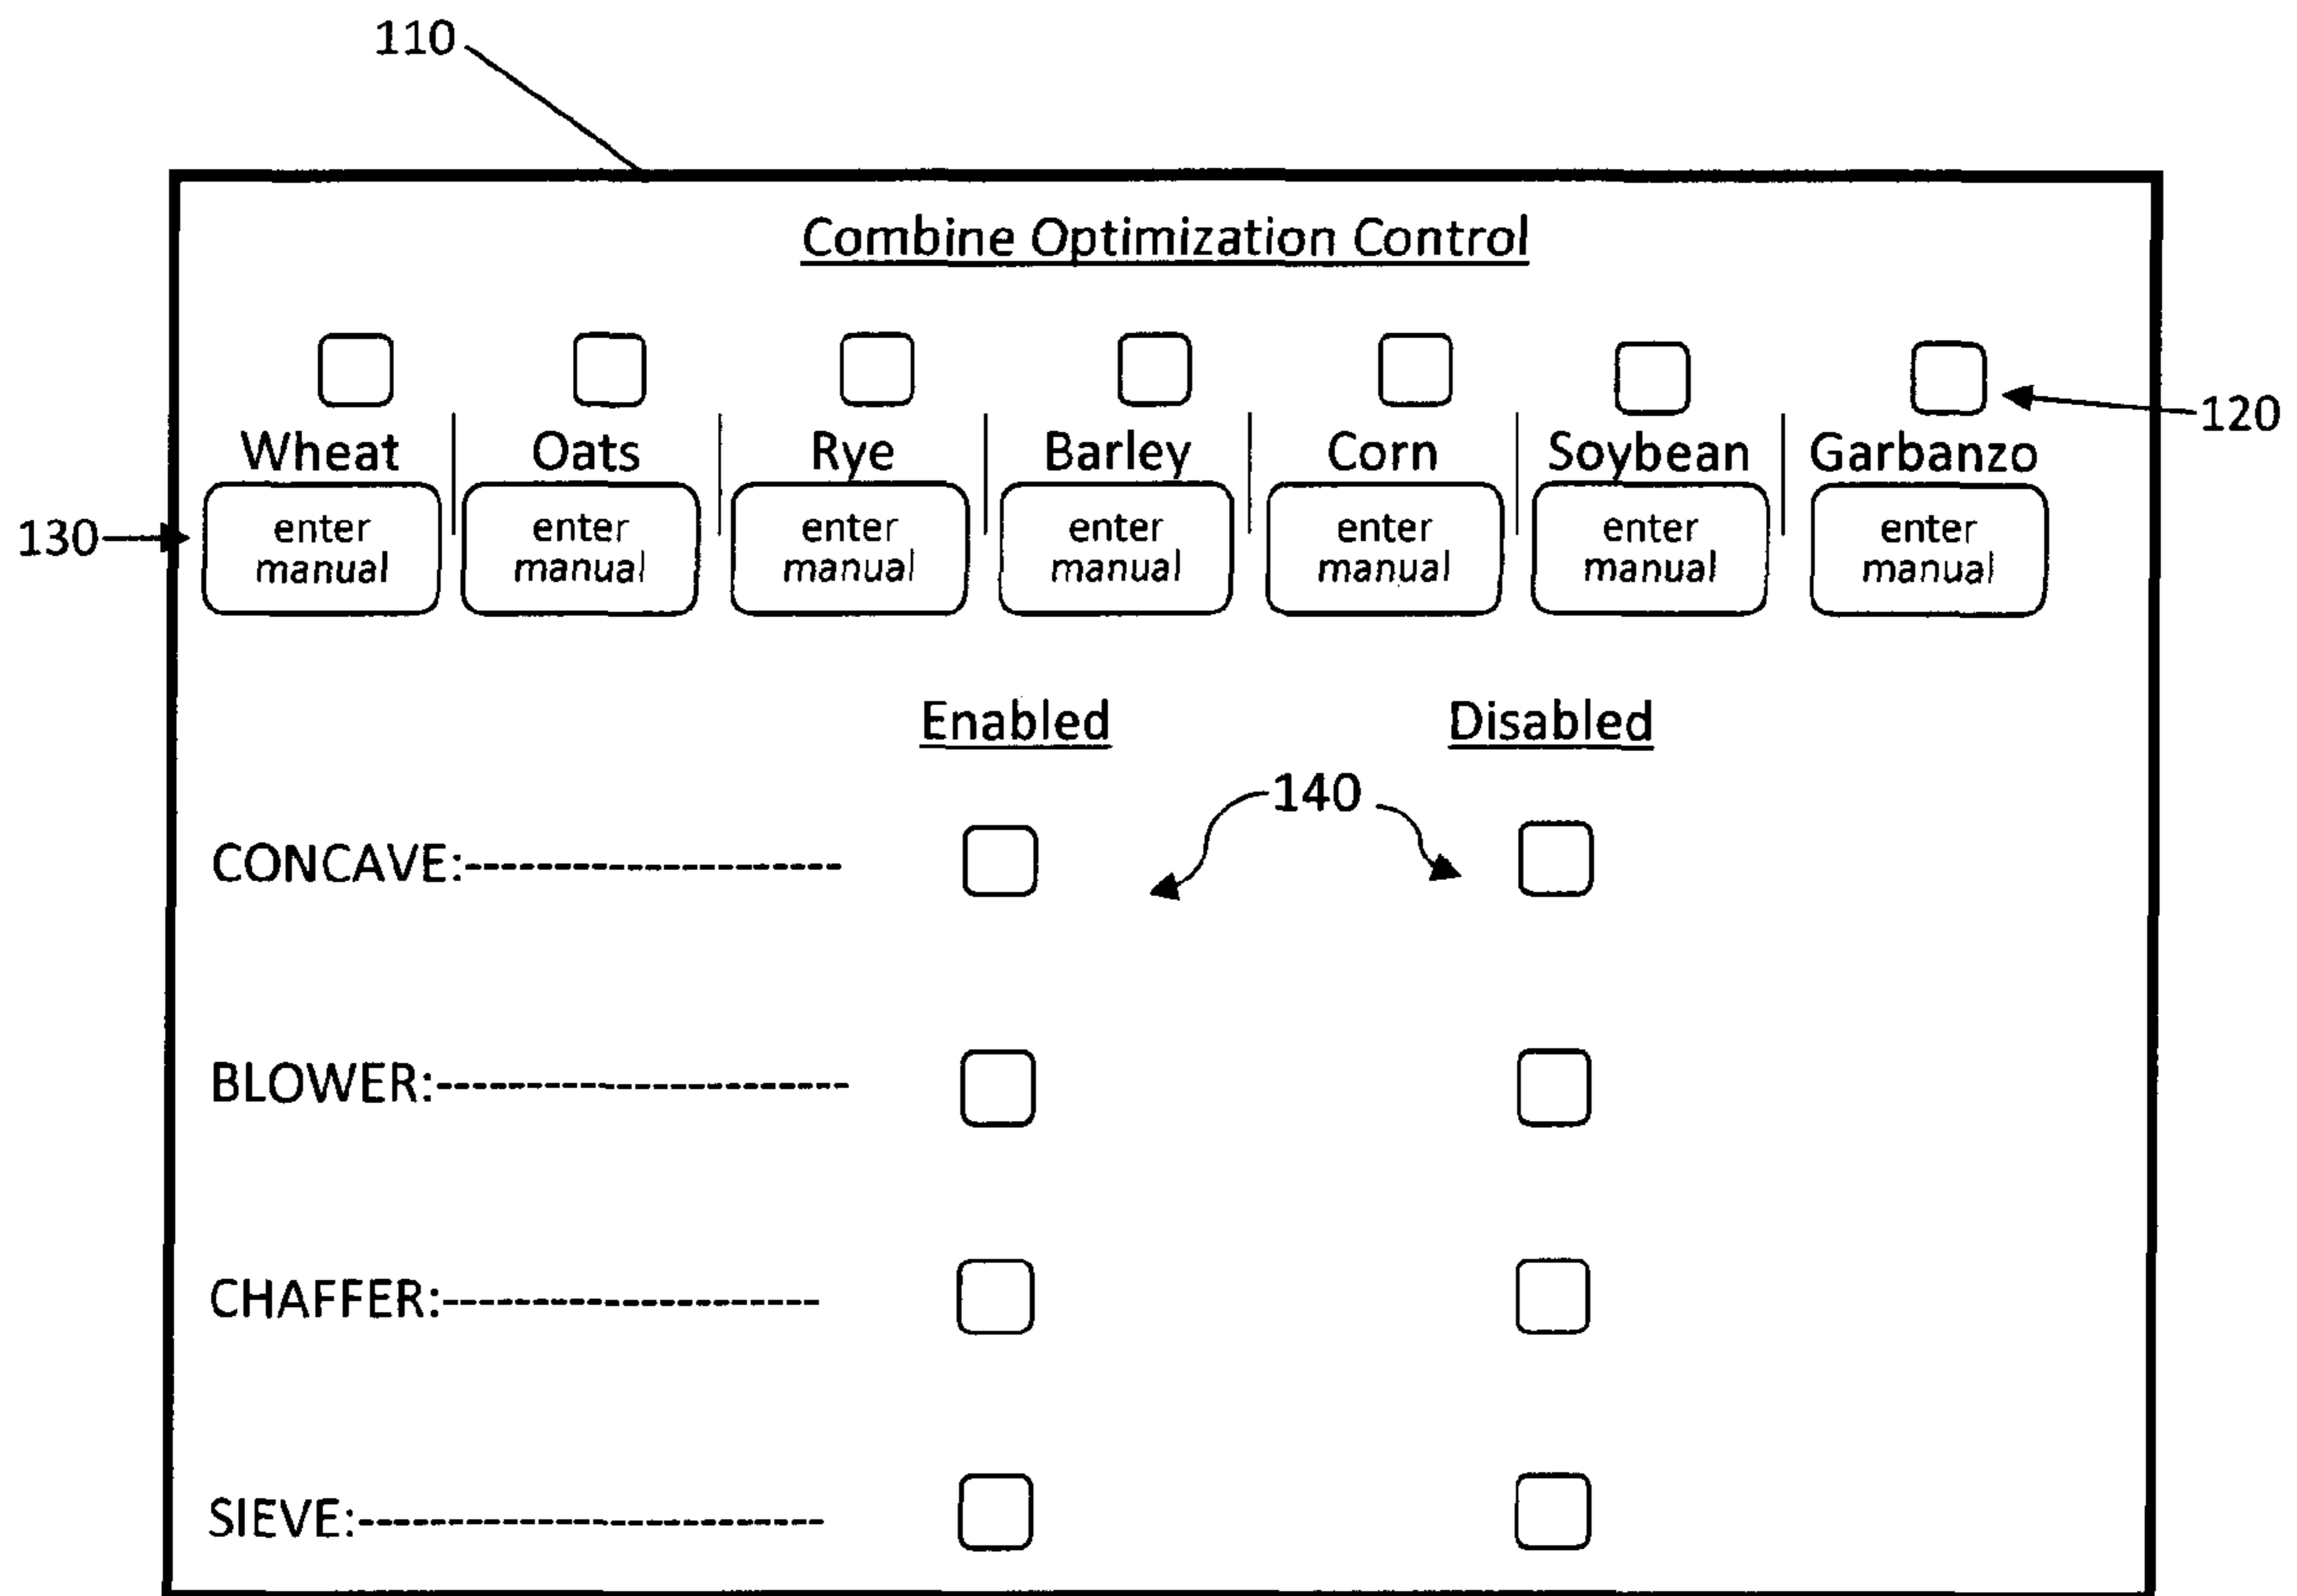 110
Combine Optimization Control
120
Wheat Oats Rye Barley Corn Soybean Garbanzo
130
enter enter enter enter enter enter enter
manual manual manual manual manual manual manual
Enabled Disabled
140
CONCAVE:---------------------
BLOWER:-----------------------
CHAFFER:---------------------
SIEVE:--------------------------